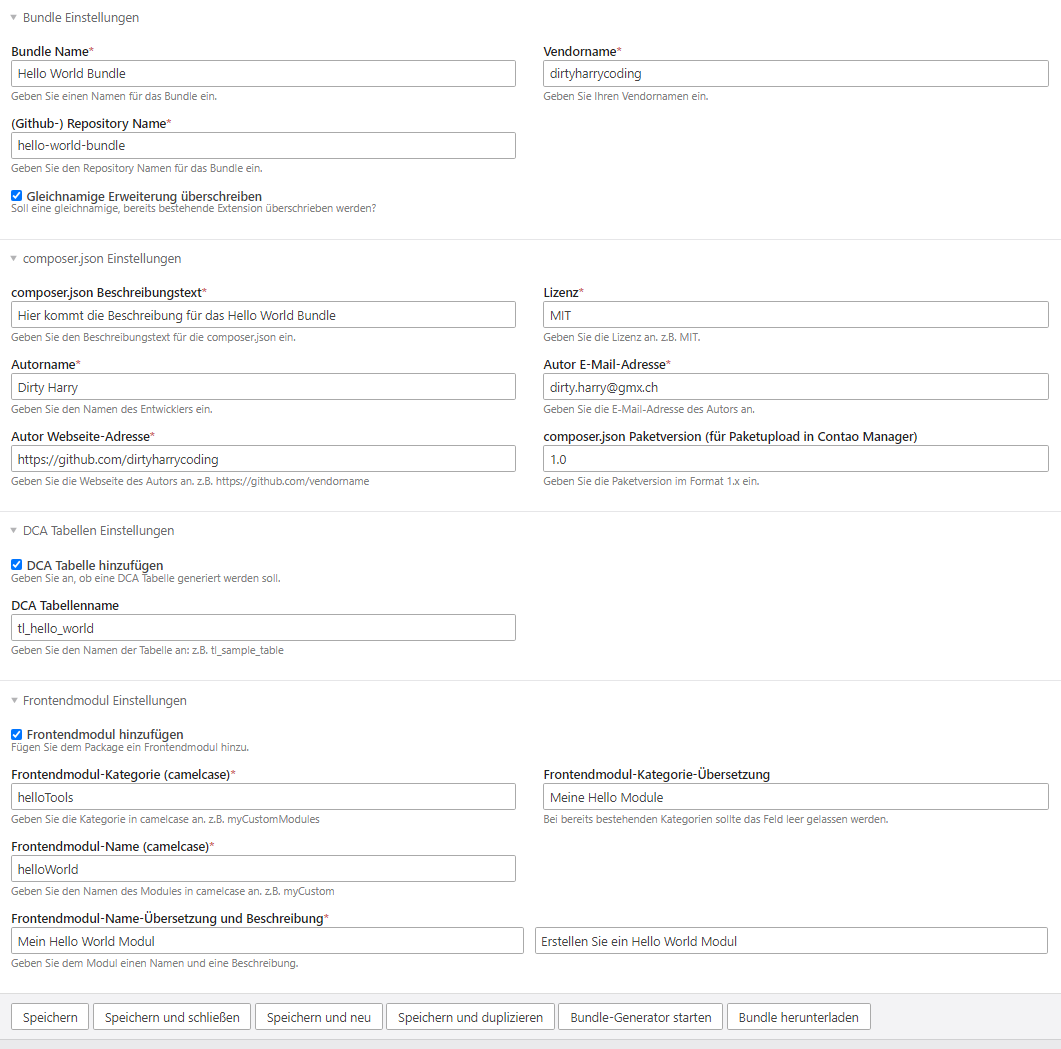 Bundle Einstellungen
Bundle Name*
Vendorname*
Hello World Bundle
dirtyharrycoding
Geben Sie einen Namen für das Bundle ein.
Geben Sie Ihren Vendornamen ein.
(Github-) Repository Name*
hello-world-bundle
Geben Sie den Repository Namen für das Bundle ein.
Gleichnamige Erweiterung überschreiben
Soll eine gleichnamige, bereits bestehende Extension überschrieben werden?
composer.json Einstellungen
composer.json Beschreibungstext*
Lizenz*
Hier kommt die Beschreibung für das Hello World Bundle
MIT
Geben Sie den Beschreibungstext für die composer.json ein.
Geben Sie die Lizenz an. z.B. MIT.
Autorname*
Autor E-Mail-Adresse*
Dirty Harry
dirty.harry@gmx.ch
Geben Sie den Namen des Entwicklers ein.
Geben Sie die E-Mail-Adresse des Autors an.
Autor Webseite-Adresse*
composer.json Paketversion (für Paketupload in Contao Manager)
https://github.com/dirtyharrycoding
1.0
Geben Sie die Webseite des Autors an. z.B. https://github.com/vendorname
Geben Sie die Paketversion im Format 1.x ein.
DCA Tabellen Einstellungen
DCA Tabelle hinzufügen
Geben Sie an, ob eine DCA Tabelle generiert werden soll.
DCA Tabellenname
tl_hello_world
Geben Sie den Namen der Tabelle an: z.B. tl_sample_table
Frontendmodul Einstellungen
Frontendmodul hinzufügen
Fügen Sie dem Package ein Frontendmodul hinzu.
Frontendmodul-Kategorie (camelcase)*
Frontendmodul-Kategorie-Übersetzung
helloTools
Meine Hello Module
Geben Sie die Kategorie in camelcase an. z.B. myCustomModules
Bei bereits bestehenden Kategorien sollte das Feld leer gelassen werden.
Frontendmodul-Name (camelcase)*
helloWorld
Geben Sie den Namen des Modules in camelcase an. z.B. myCustom
Frontendmodul-Name-Übersetzung und Beschreibung*
Mein Hello World Modul
Erstellen Sie ein Hello World Modul
Geben Sie dem Modul einen Namen und eine Beschreibung.
Speichern
Speichern und schließen
Speichern und neu
Speichern und duplizieren
Bundle-Generator starten
Bundle herunterladen